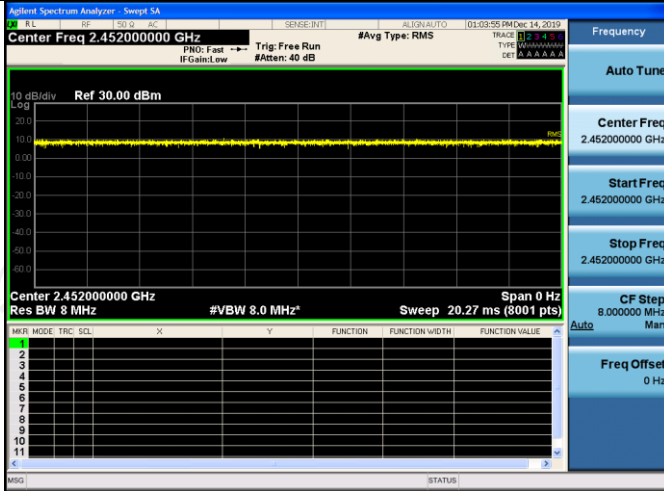 Agilent Spectrum Analyzer - Swept SA
RL RF 50 Ω AC SENSE:INT ALIGN AUTO 01:03:55 PM Dec 14, 2019
Center Freq 2.452000000 GHz
PNO: Fast
IFGain:Low
Trig: Free Run
#Atten: 40 dB
#Avg Type: RMS
TRACE 1 2 3 4 5 6
TYPE
DET A A A A A A
10 dB/div Ref 30.00 dBm
Log
20.0
10.0
0.00
-10.0
-20.0
-30.0
-40.0
-50.0
-60.0
RMS
Center 2.452000000 GHz Span 0 Hz
Res BW 8 MHz #VBW 8.0 MHz* Sweep 20.27 ms (8001 pts)
MKR MODE TRC SCL X Y FUNCTION FUNCTION WIDTH FUNCTION VALUE
1
2
3
4
5
6
7
8
9
10
11
MSG STATUS
Frequency
Auto Tune
Center Freq
2.452000000 GHz
Start Freq
2.452000000 GHz
Stop Freq
2.452000000 GHz
CF Step
8.000000 MHz
Auto Man
Freq Offset
0 Hz